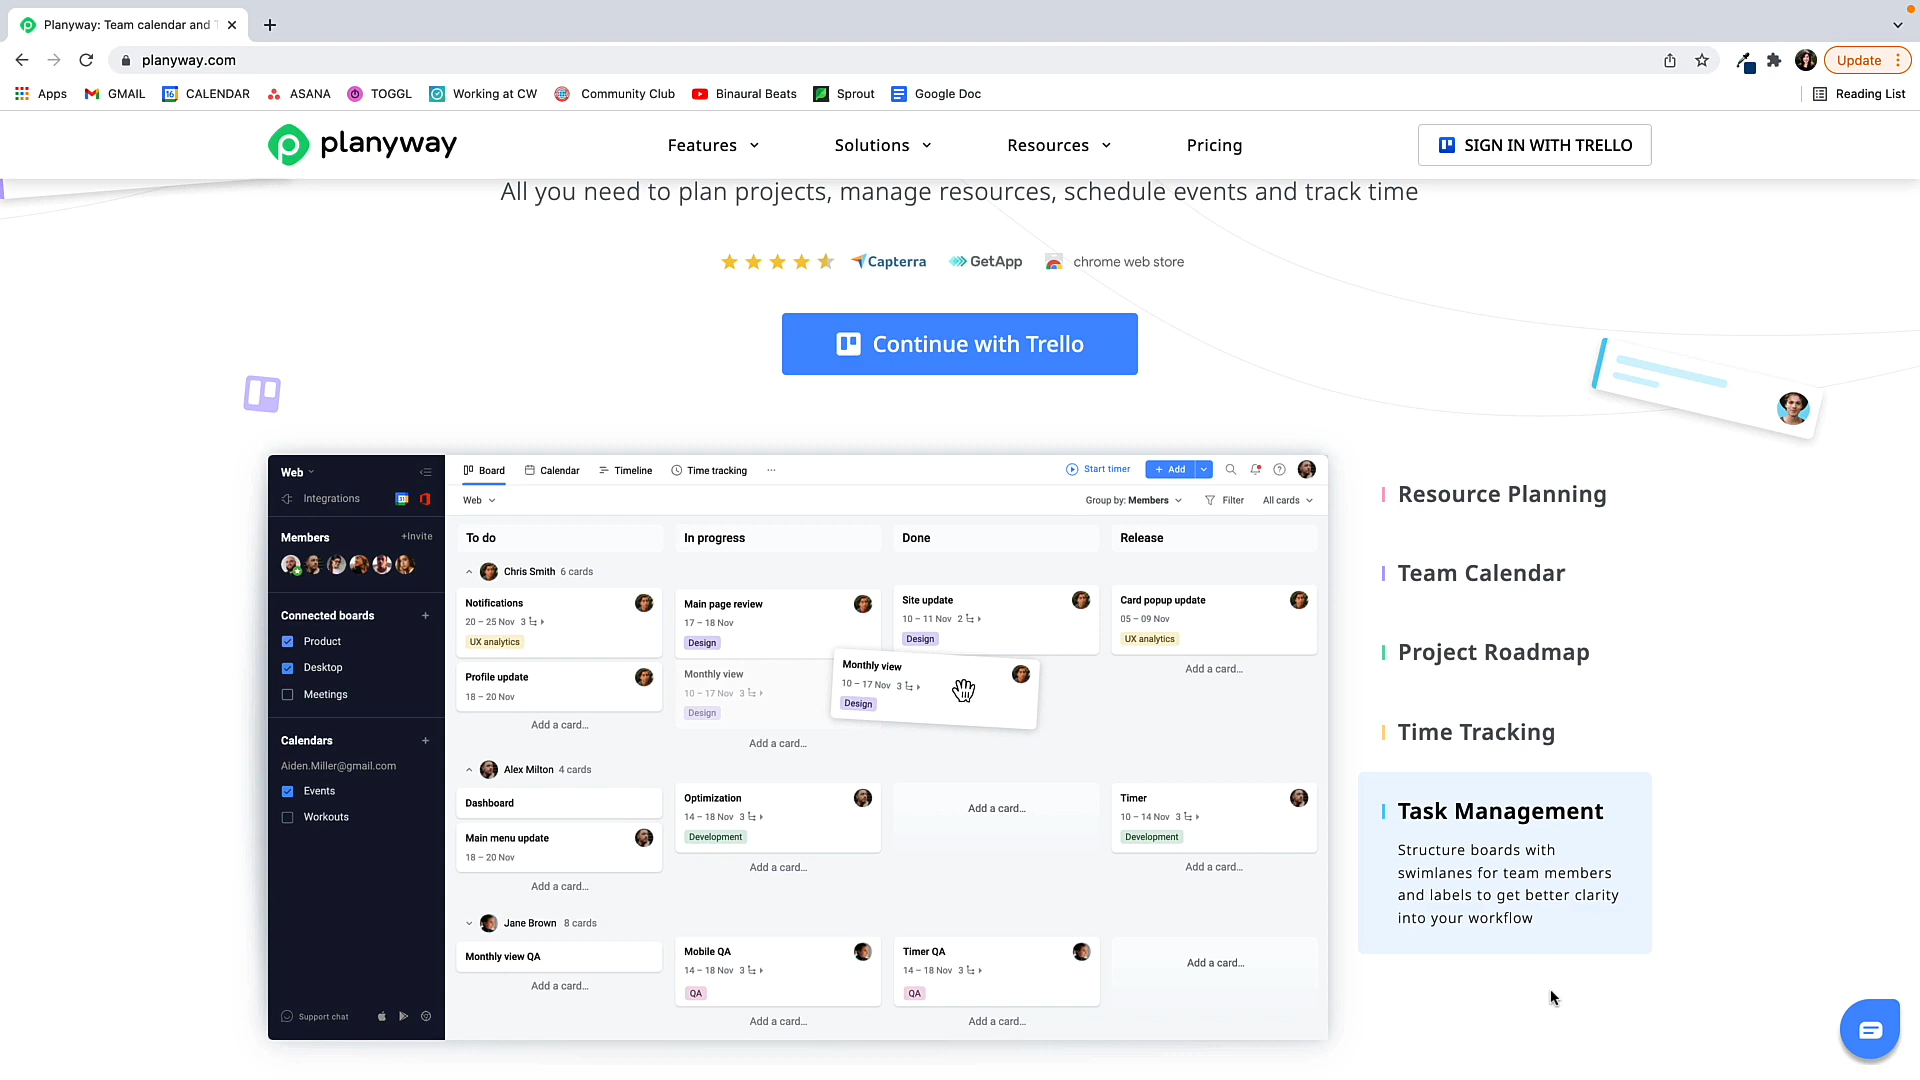 Planyway: Team calendar and
planyway.com
Update
Apps
GMAIL
CALENDAR
ASANA
TOGGL
Working at CW
Community Club
Binaural Beats
Sprout
Google Doc
Reading List
planyway
Features
Solutions
Resources
Pricing
SIGN IN WITH TRELLO
All you need to plan projects, manage resources, schedule events and track time
Capterra
GetApp
chrome web store
Continue with Trello
Web
Integrations
Members
+Invite
Connected boards
Product
Desktop
Meetings
Calendars
Aiden.Miller@gmail.com
Events
Workouts
Support chat
Board
Calendar
Timeline
Time tracking
Start timer
+ Add
Web
Group by: Members
Filter
All cards
To do
In progress
Done
Release
Chris Smith 6 cards
Notifications
20 – 25 Nov 3
UX analytics
Profile update
18 – 20 Nov
Add a card...
Main page review
17 – 18 Nov
Design
Monthly view
10 – 17 Nov 3
Design
Add a card...
Site update
10 – 11 Nov 2
Design
Monthly view
10 – 17 Nov 3
Design
Card popup update
05 – 09 Nov
UX analytics
Add a card...
Alex Milton 4 cards
Dashboard
Main menu update
18 – 20 Nov
Add a card...
Optimization
14 – 18 Nov 3
Development
Add a card...
Add a card...
Timer
10 – 14 Nov 3
Development
Add a card...
Jane Brown 8 cards
Monthly view QA
Add a card...
Mobile QA
14 – 18 Nov 3
QA
Add a card...
Timer QA
14 – 18 Nov 3
QA
Add a card...
Add a card...
Resource Planning
Team Calendar
Project Roadmap
Time Tracking
Task Management
Structure boards with
swimlanes for team members
and labels to get better clarity
into your workflow